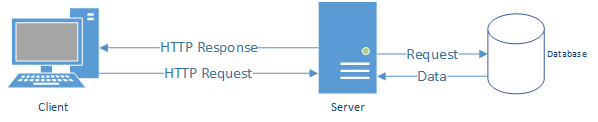 HTTP Response
HTTP Request
Request
Data
Database
Client
Server